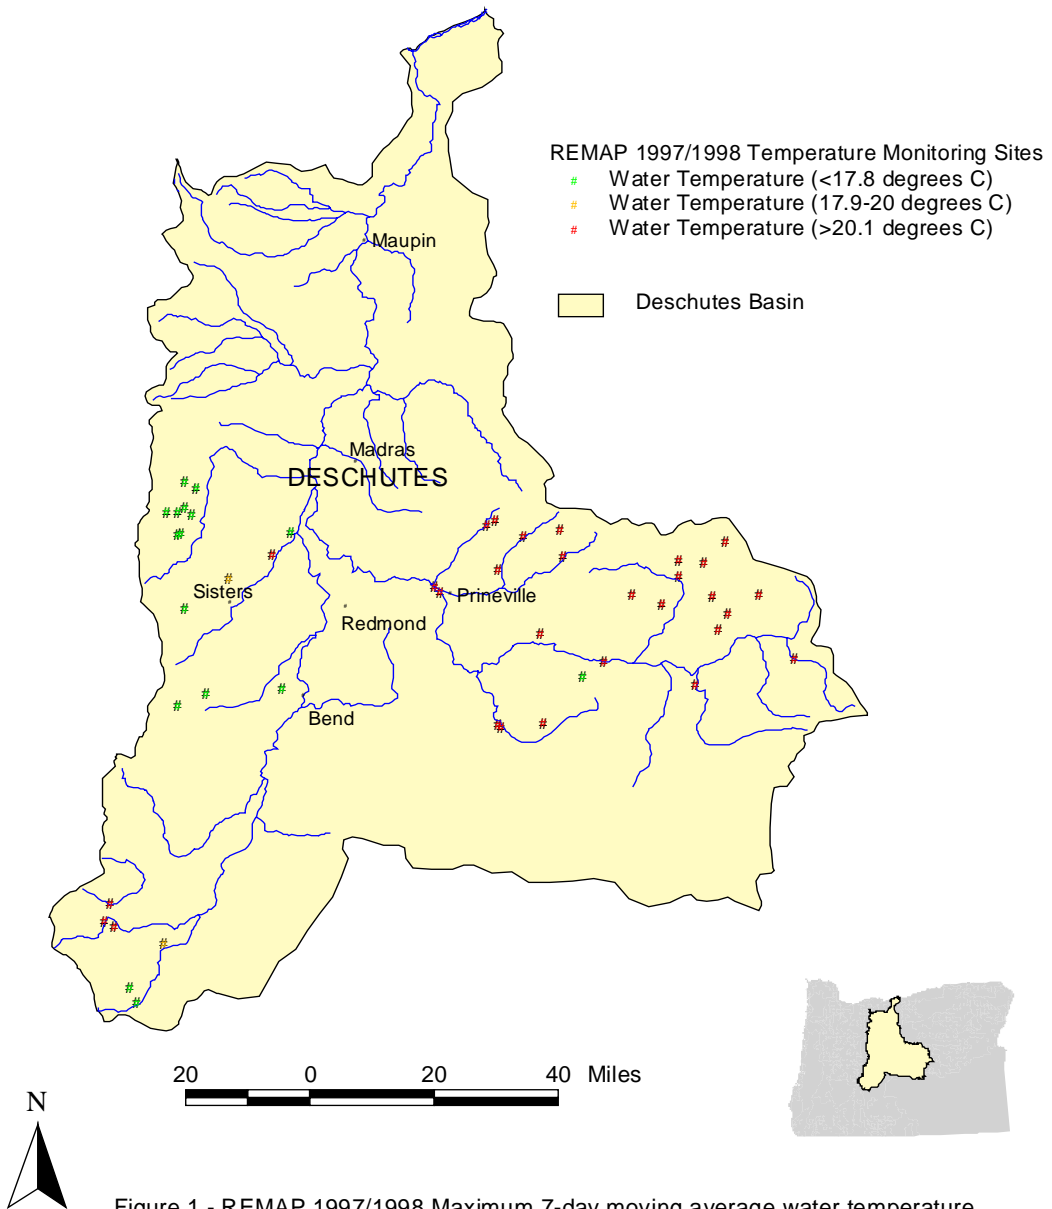 REMAP 1997/1998 Temperature Monitoring Sites
# Water Temperature (<17.8 degrees C)
# Water Temperature (17.9-20 degrees C)
# Water Temperature (>20.1 degrees C)
Maupin
Deschutes Basin
Madras
DESCHUTES
Sisters
Prineville
Redmond
Bend
20 0 20 40 Miles
N
Figure 1 - REMAP 1997/1998 Maximum 7-day moving average water temperature